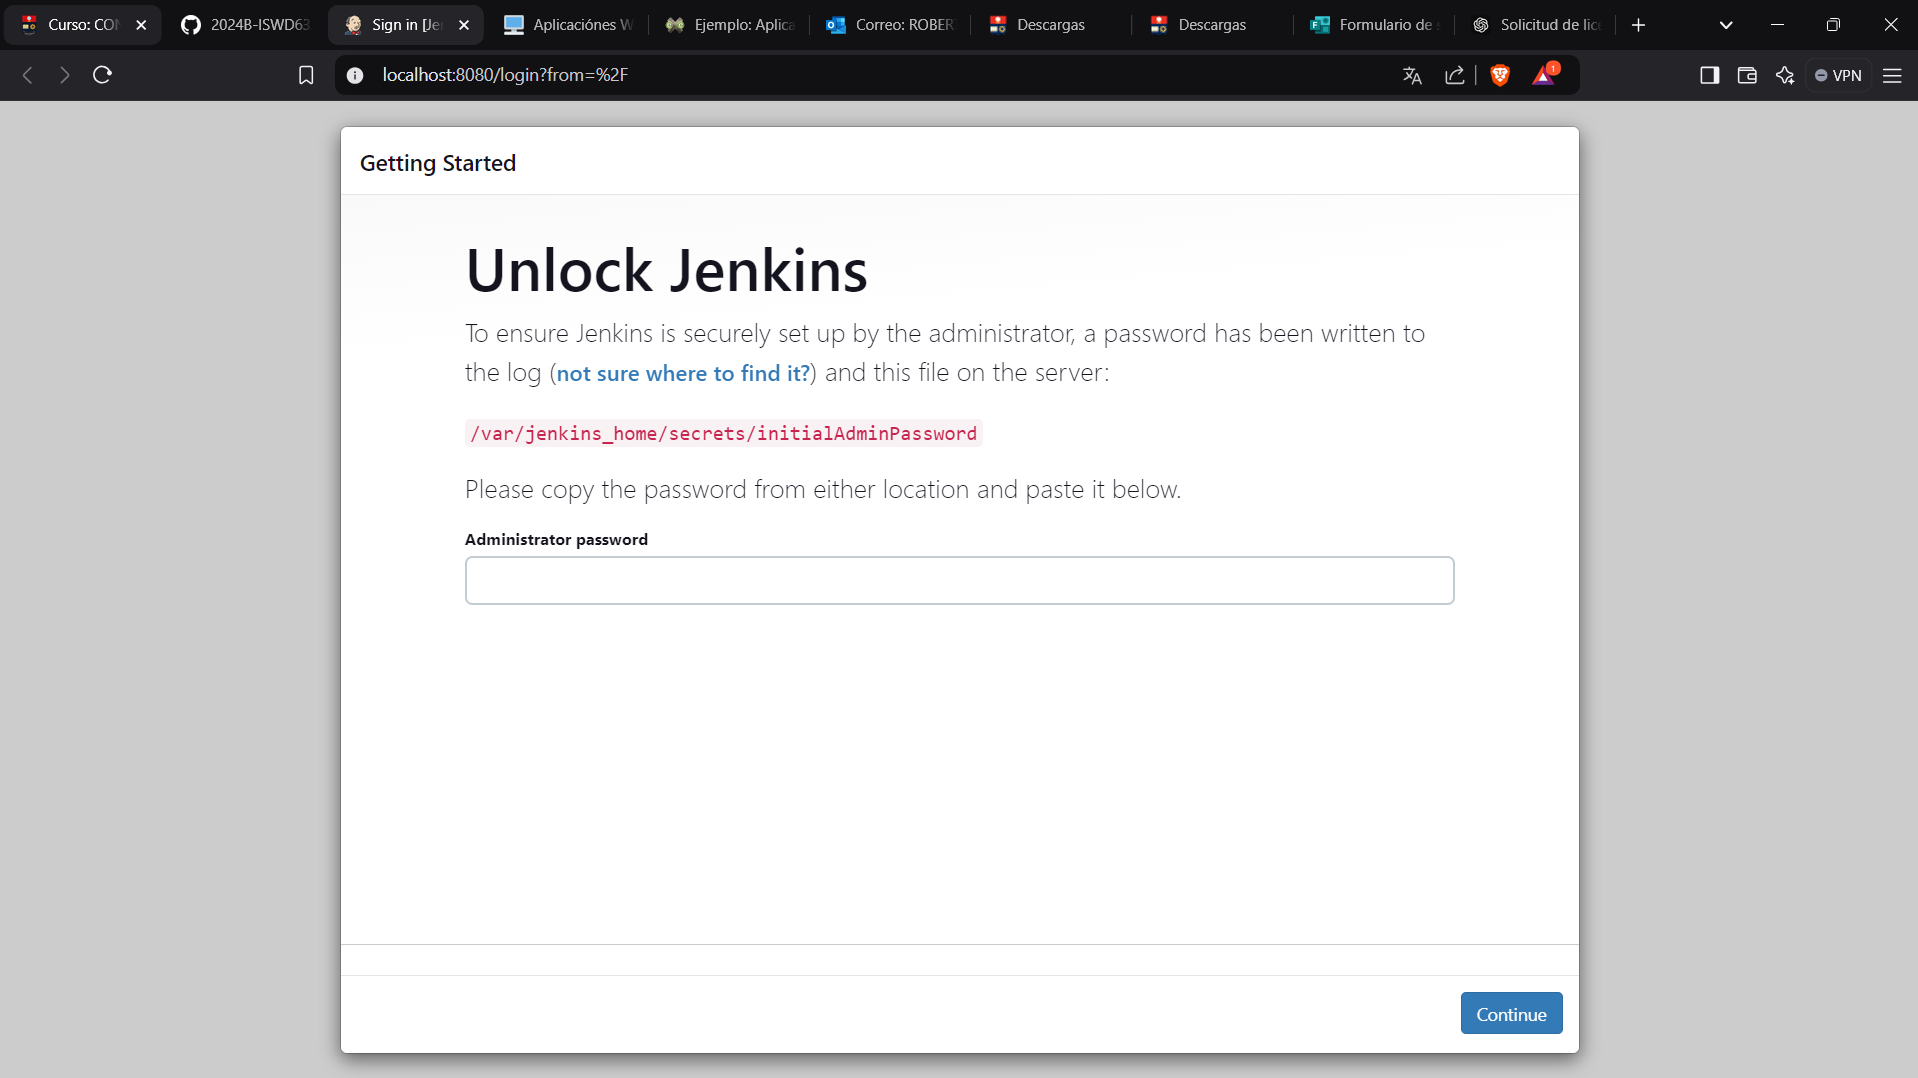 Curso: CON
2024B-ISWD63
Sign in [Je
Aplicaciónes W
Ejemplo: Aplica
Correo: ROBER
Descargas
Descargas
Formulario de
Solicitud de lice
localhost:8080/login?from=%2F
1
VPN
Getting Started
Unlock Jenkins
To ensure Jenkins is securely set up by the administrator, a password has been written to
the log (not sure where to find it?) and this file on the server:
/var/jenkins_home/secrets/initialAdminPassword
Please copy the password from either location and paste it below.
Administrator password
Continue